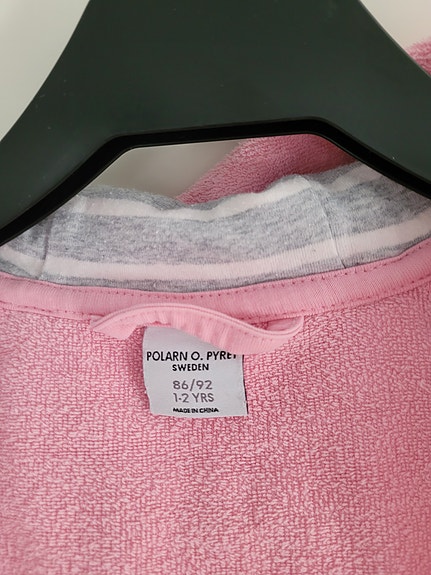 POLARN O. PYRET
SWEDEN
86/92
1-2 YRS
MADE IN CHINA